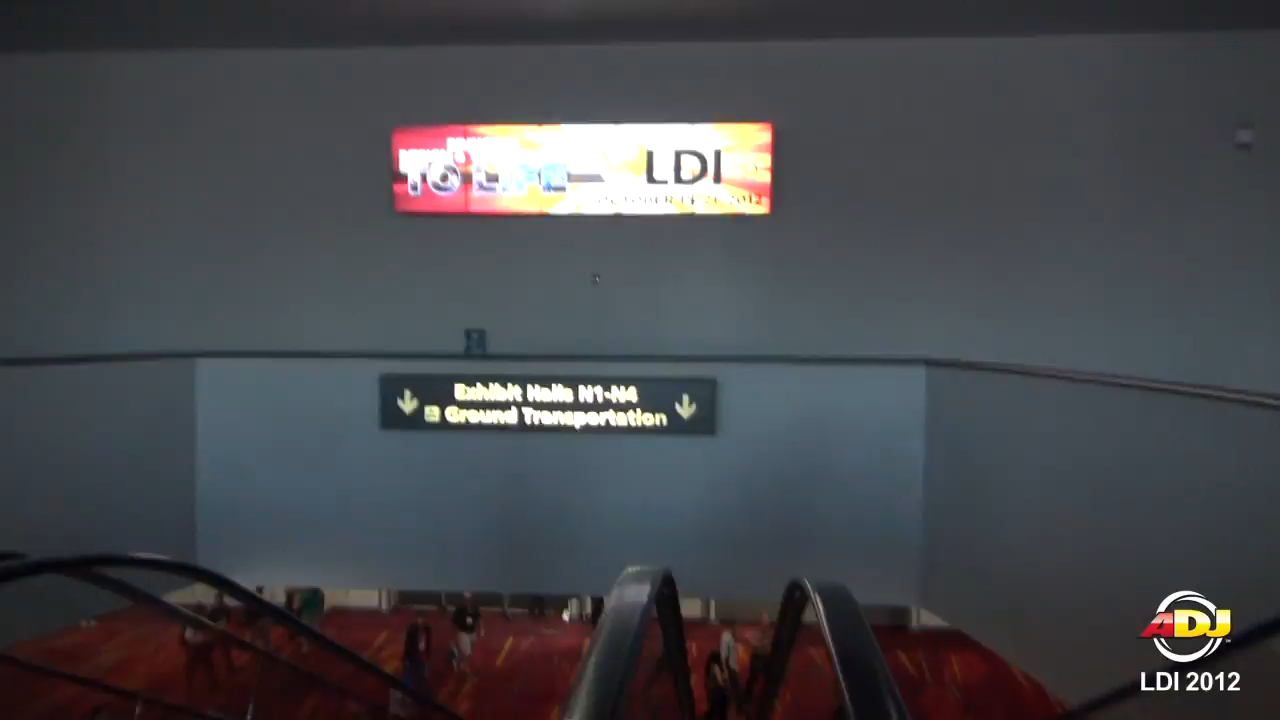 TO LIFE
LDI
Exhibit Halls N1-N4
Ground Transportation
ADJ
LDI 2012